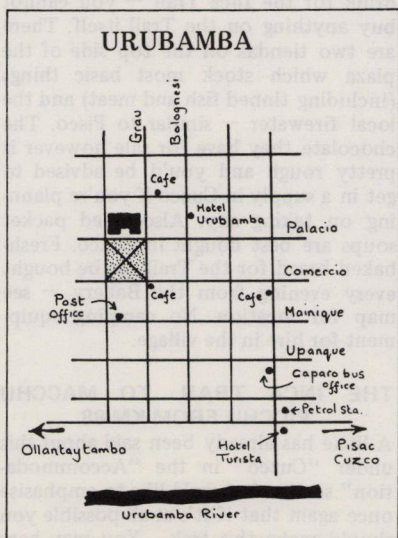 URUBAMBA
Grau
Bolognesi
Cafe
Hotel
Urubamba
Palacio
Comercio
Cafe
Cafe
Post
Office
Mainique
Upanque
Caparo bus
office
Petrol sta.
Ollantaytambo
Hotel
Turista
Pisac
Cuzco
Urubamba River